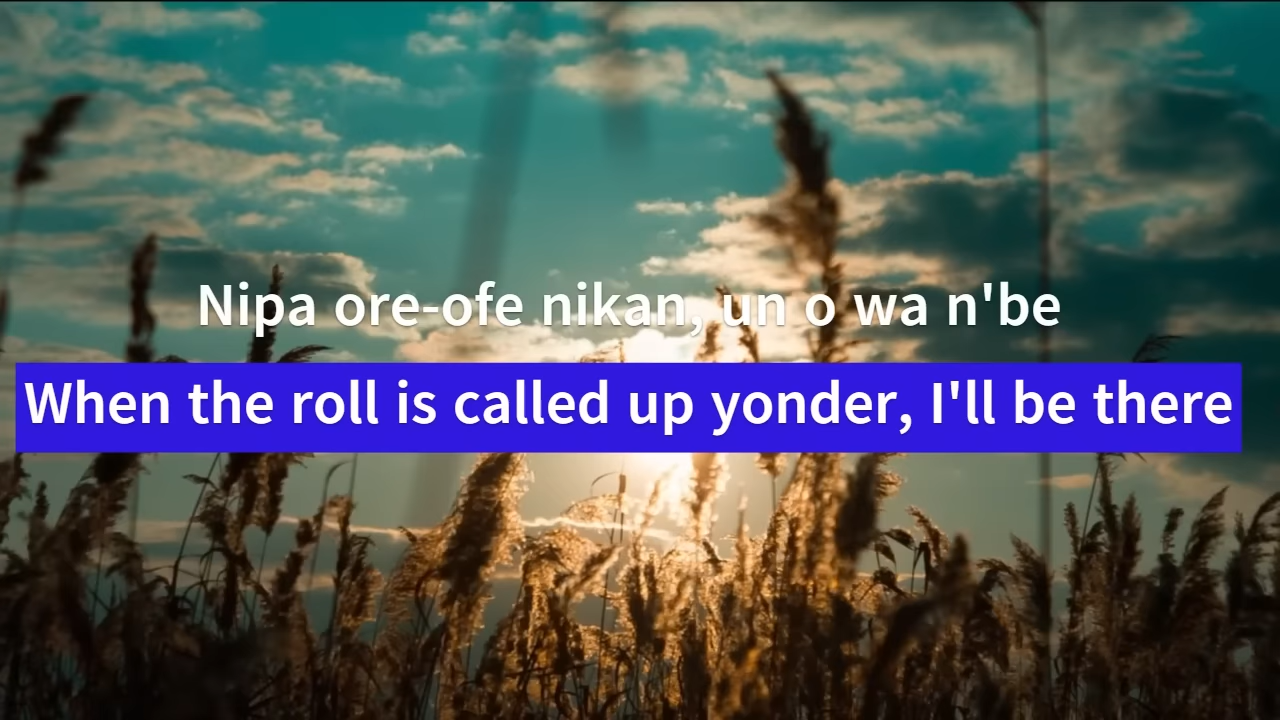 Nipa ore-ofe nikan, un o wa n'be
When the roll is called up yonder, I'll be there